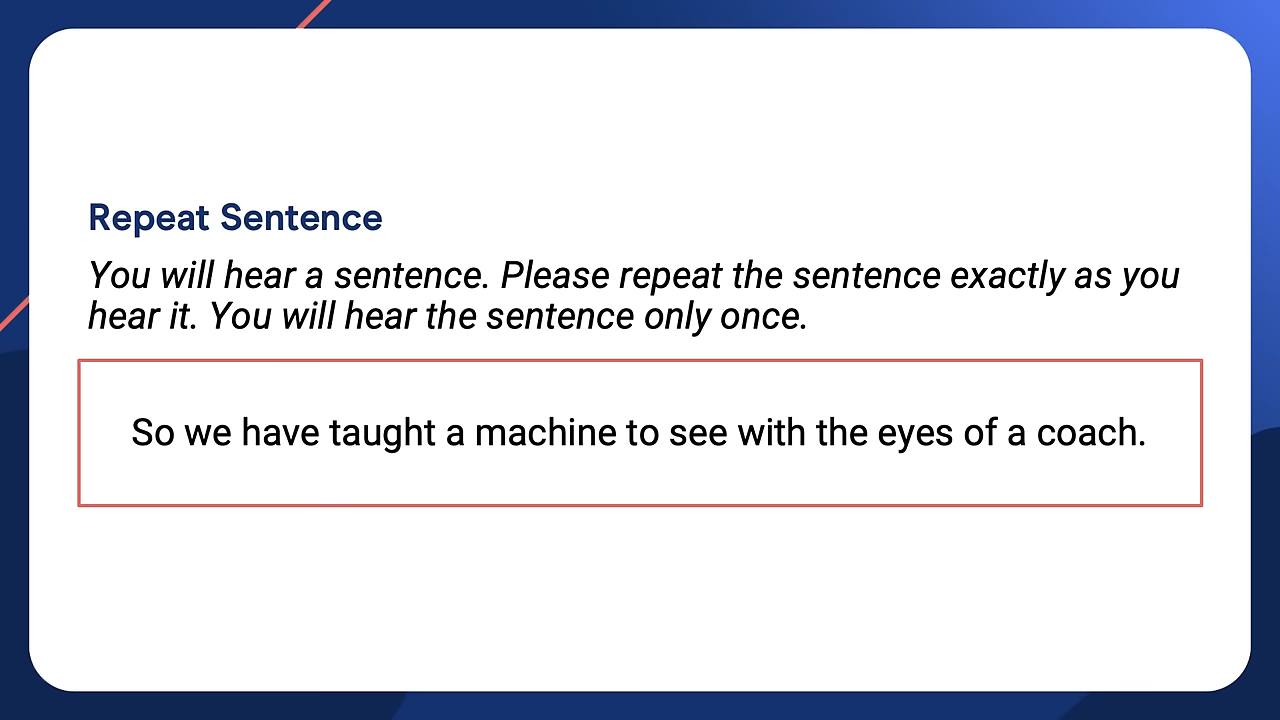 Repeat Sentence
You will hear a sentence. Please repeat the sentence exactly as you
hear it. You will hear the sentence only once.
So we have taught a machine to see with the eyes of a coach.